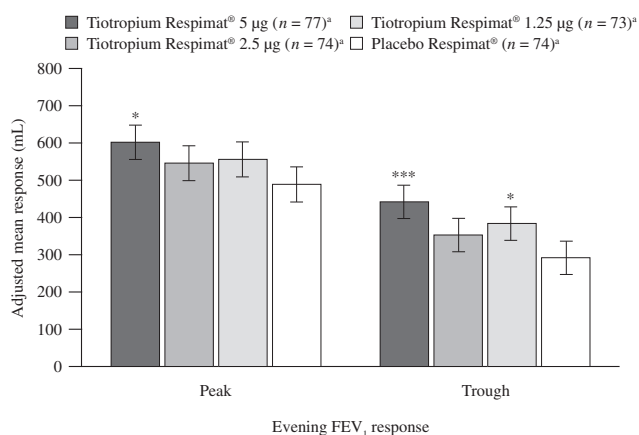 Tiotropium Respimat® 5 µg (n = 77)ª Tiotropium Respimat® 1.25 µg (n = 73)ª
Tiotropium Respimat® 2.5 µg (n = 74)ª Placebo Respimat® (n = 74)ª
800
700
600
500
400
300
200
100
0
Adjusted mean response (mL)
*
***
*
Peak Trough
Evening FEV₁ response